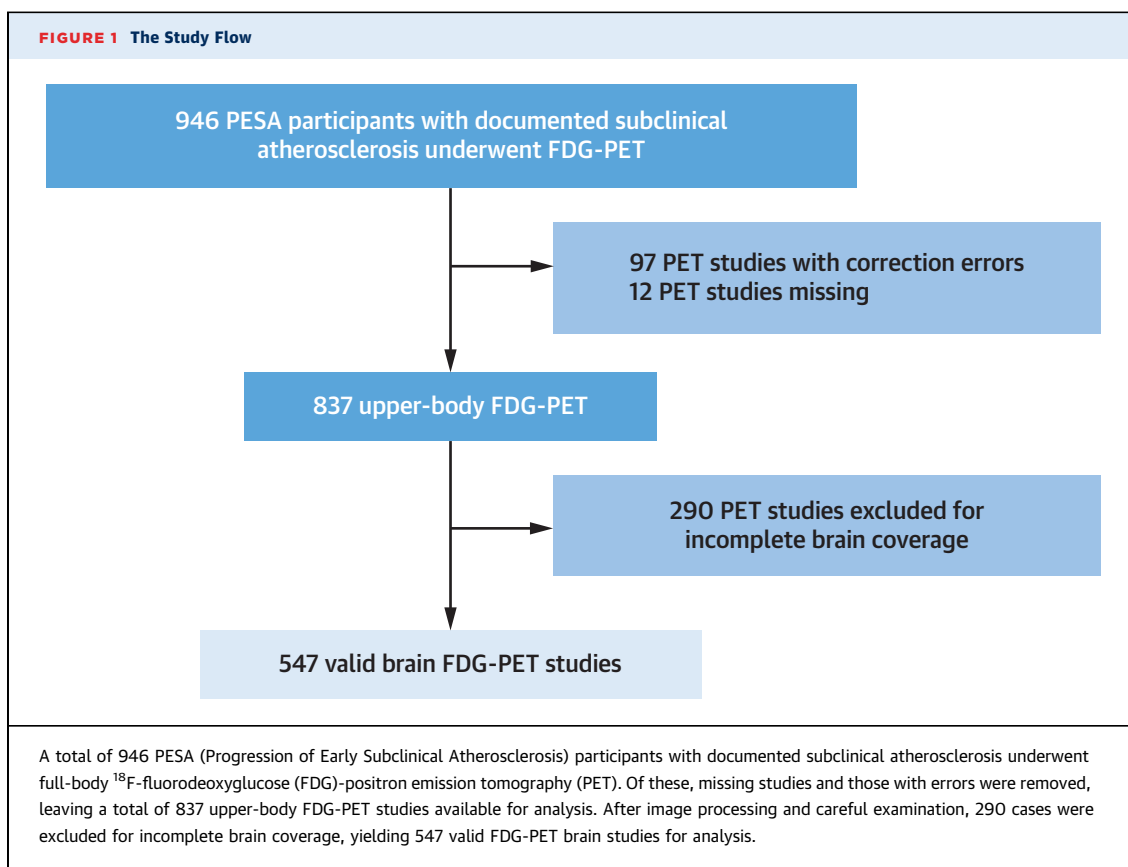 FIGURE 1 The Study Flow
946 PESA participants with documented subclinical
atherosclerosis underwent FDG-PET
97 PET studies with correction errors
12 PET studies missing
837 upper-body FDG-PET
290 PET studies excluded for
incomplete brain coverage
547 valid brain FDG-PET studies
A total of 946 PESA (Progression of Early Subclinical Atherosclerosis) participants with documented subclinical atherosclerosis underwent
full-body ¹⁸F-fluorodeoxyglucose (FDG)-positron emission tomography (PET). Of these, missing studies and those with errors were removed,
leaving a total of 837 upper-body FDG-PET studies available for analysis. After image processing and careful examination, 290 cases were
excluded for incomplete brain coverage, yielding 547 valid FDG-PET brain studies for analysis.